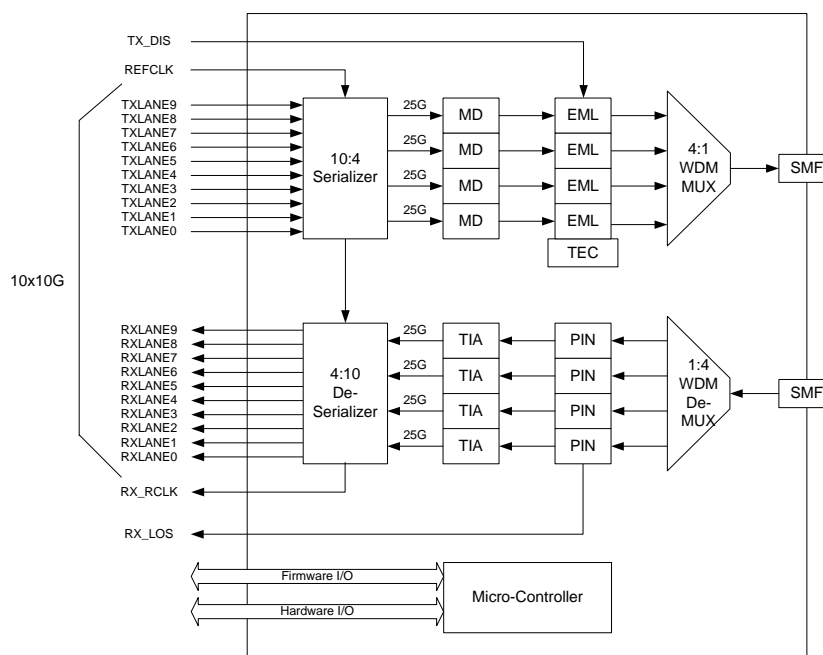 TX_DIS
REFCLK
TXLANE9
TXLANE8
TXLANE7
TXLANE6
TXLANE5
TXLANE4
TXLANE3
TXLANE2
TXLANE1
TXLANE0
10:4
Serializer
25G
25G
25G
25G
MD
MD
MD
MD
EML
EML
EML
EML
TEC
4:1
WDM
MUX
SMF
10x10G
RXLANE9
RXLANE8
RXLANE7
RXLANE6
RXLANE5
RXLANE4
RXLANE3
RXLANE2
RXLANE1
RXLANE0
4:10
De-
Serializer
25G
25G
25G
25G
TIA
TIA
TIA
TIA
PIN
PIN
PIN
PIN
1:4
WDM
De-
MUX
SMF
RX_RCLK
RX_LOS
Firmware I/O
Hardware I/O
Micro-Controller